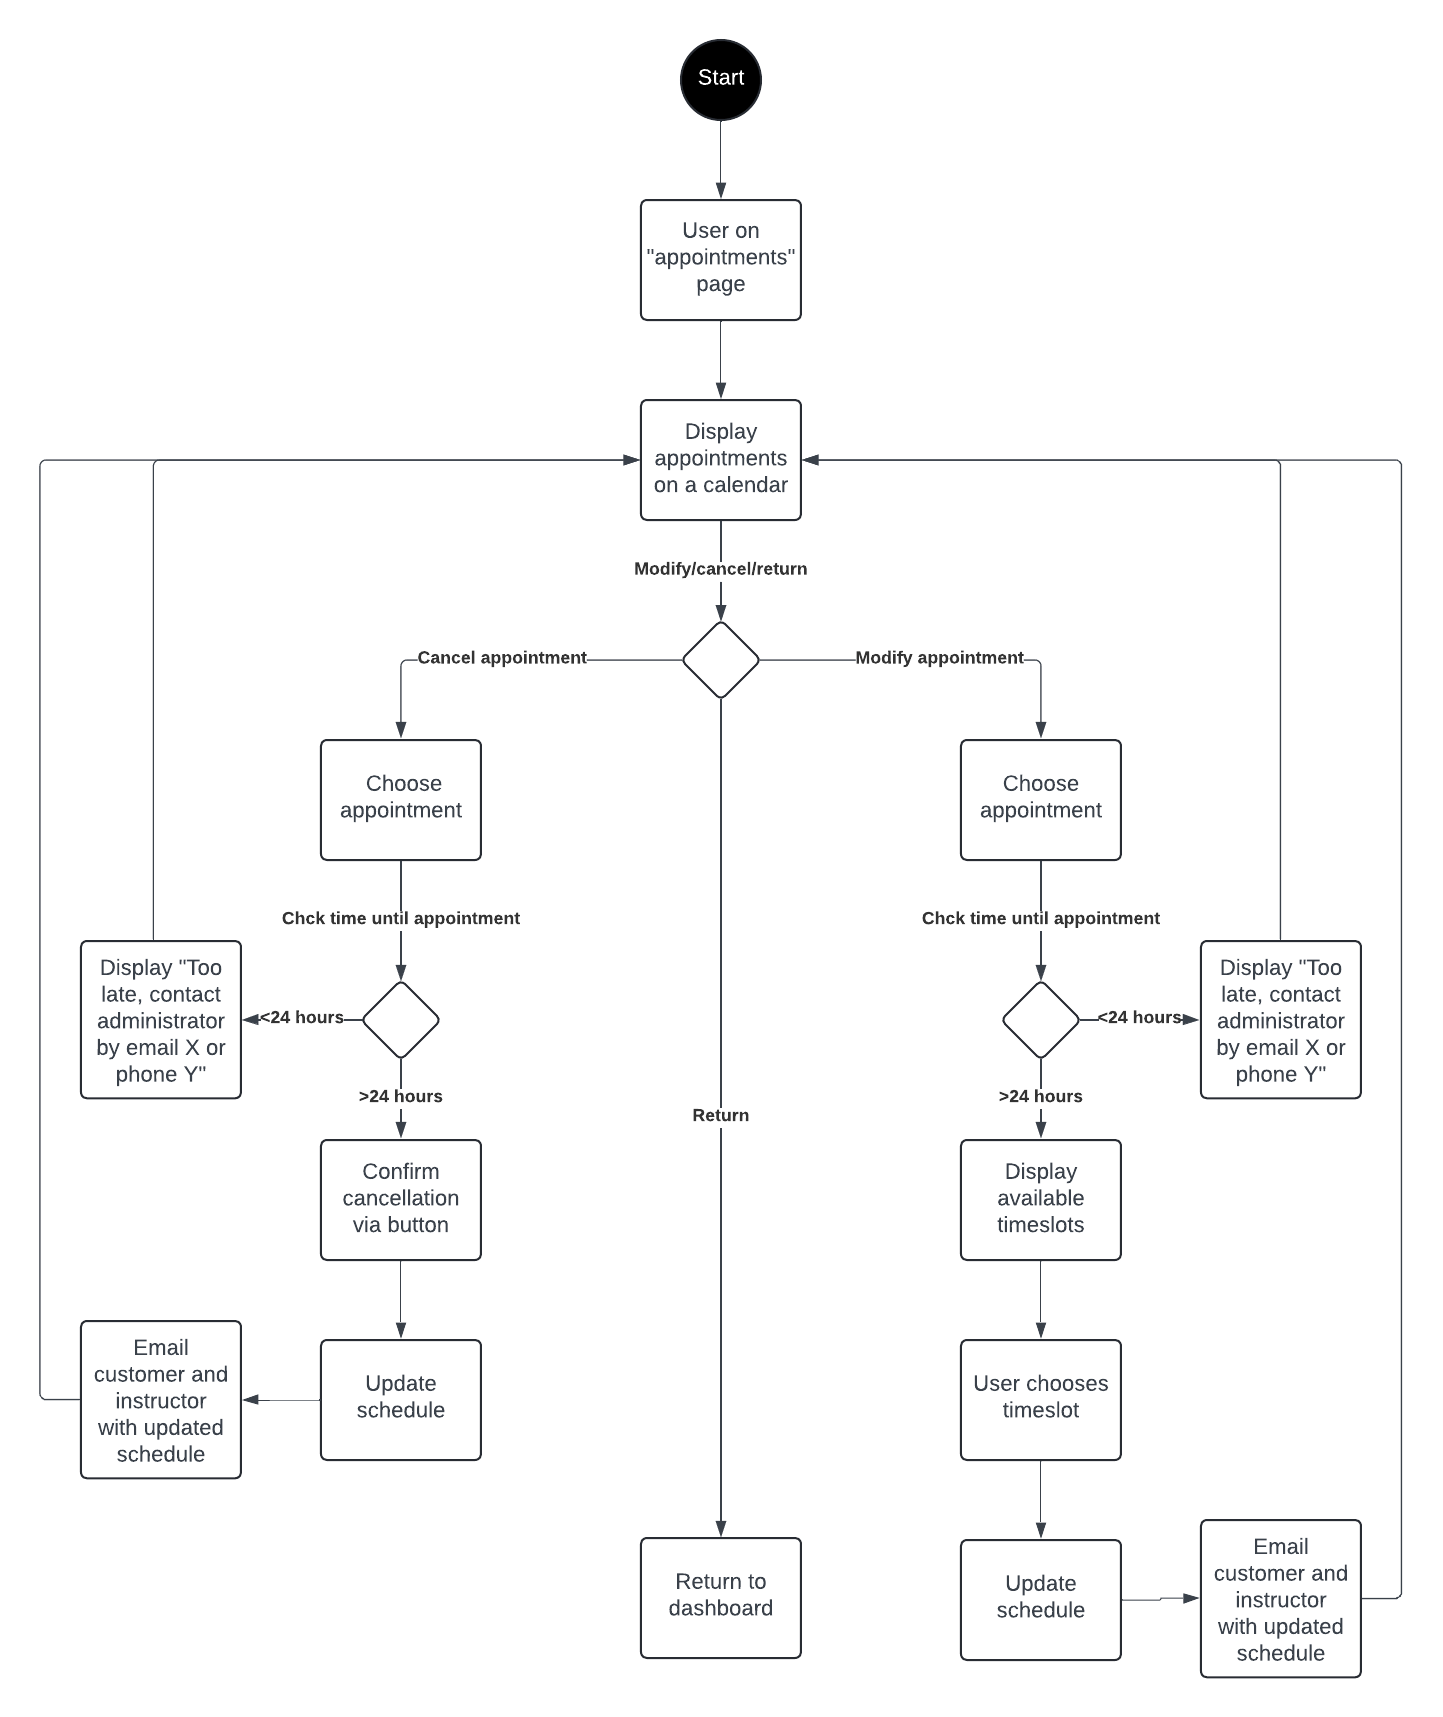 Start
User on
"appointments"
page
Display
appointments
on a calendar
Modify/cancel/return
Cancel appointment
Modify appointment
Choose
appointment
Choose
appointment
Chck time until appointment
Chck time until appointment
Display "Too
late, contact
administrator
by email X or
phone Y"
<24 hours
<24 hours
Display "Too
late, contact
administrator
by email X or
phone Y"
>24 hours
Return
>24 hours
Confirm
cancellation
via button
Display
available
timeslots
Email
customer and
instructor
with updated
schedule
Update
schedule
User chooses
timeslot
Return to
dashboard
Update
schedule
Email
customer and
instructor
with updated
schedule